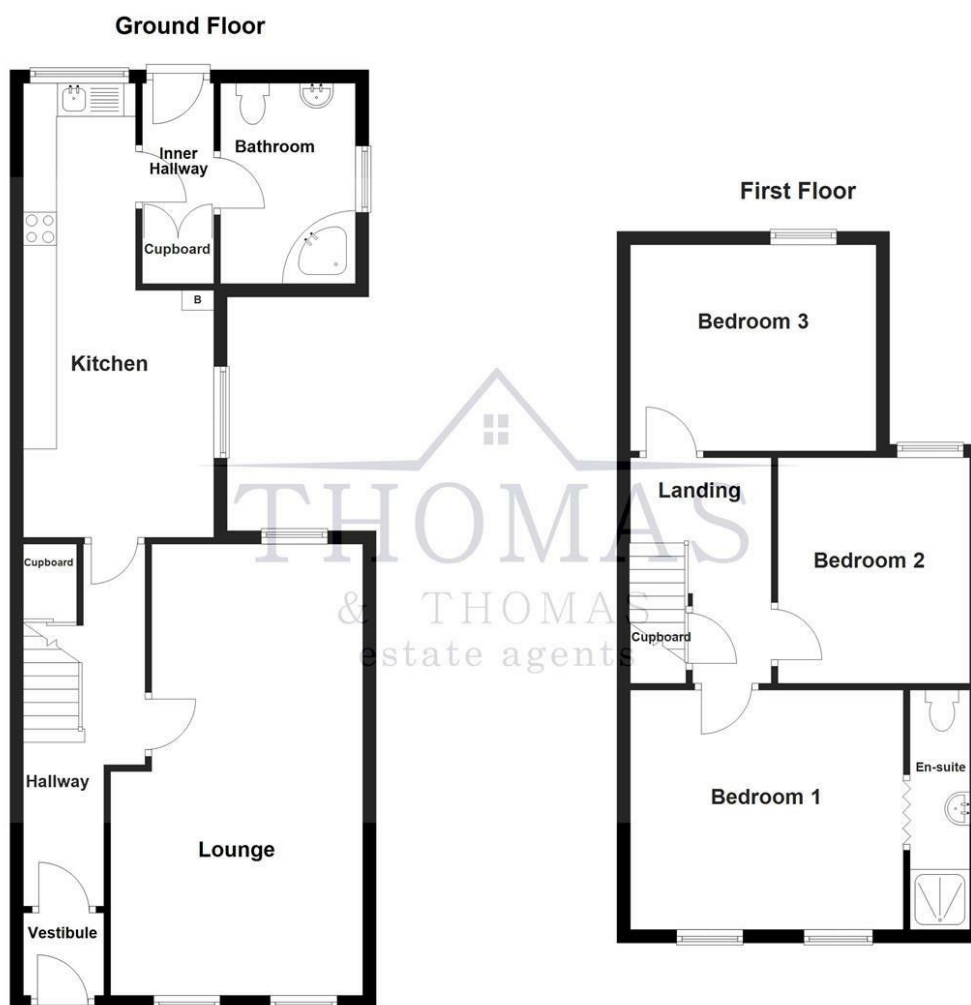 Ground Floor
Bathroom
Inner
Hallway
Cupboard
B
Kitchen
Cupboard
Hallway
Lounge
Vestibule
First Floor
Bedroom 3
Landing
Bedroom 2
Cupboard
En-suite
Bedroom 1
THOMAS
& THOMAS
estate agents